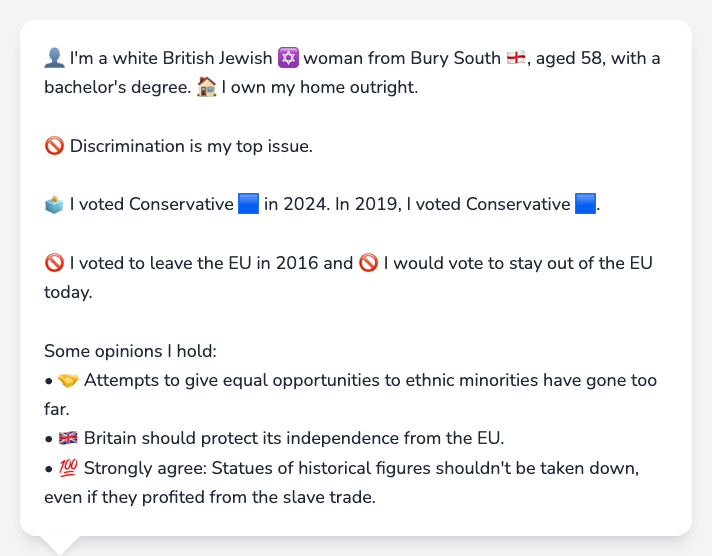 👤 I'm a white British Jewish 🔯 woman from Bury South 🏴󠁧󠁢󠁥󠁮󠁧󠁿, aged 58, with a
bachelor's degree. 🏠 I own my home outright.
🚫 Discrimination is my top issue.
🗳️ I voted Conservative 🟦 in 2024. In 2019, I voted Conservative 🟦.
🚫 I voted to leave the EU in 2016 and 🚫 I would vote to stay out of the EU
today.
Some opinions I hold:
• 🤝 Attempts to give equal opportunities to ethnic minorities have gone too
far.
• 🇬🇧 Britain should protect its independence from the EU.
• 💯 Strongly agree: Statues of historical figures shouldn't be taken down,
even if they profited from the slave trade.